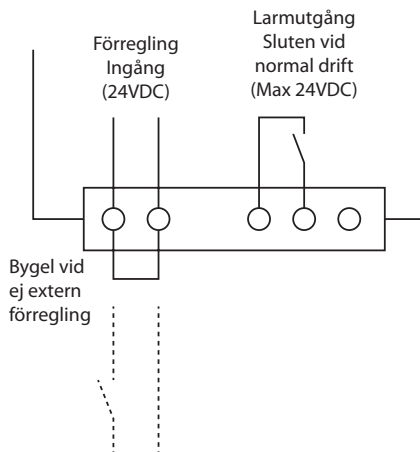 Förregling
Ingång
(24VDC)
Larmutgång
Sluten vid
normal drift
(Max 24VDC)
Bygel vid
ej extern
förregling